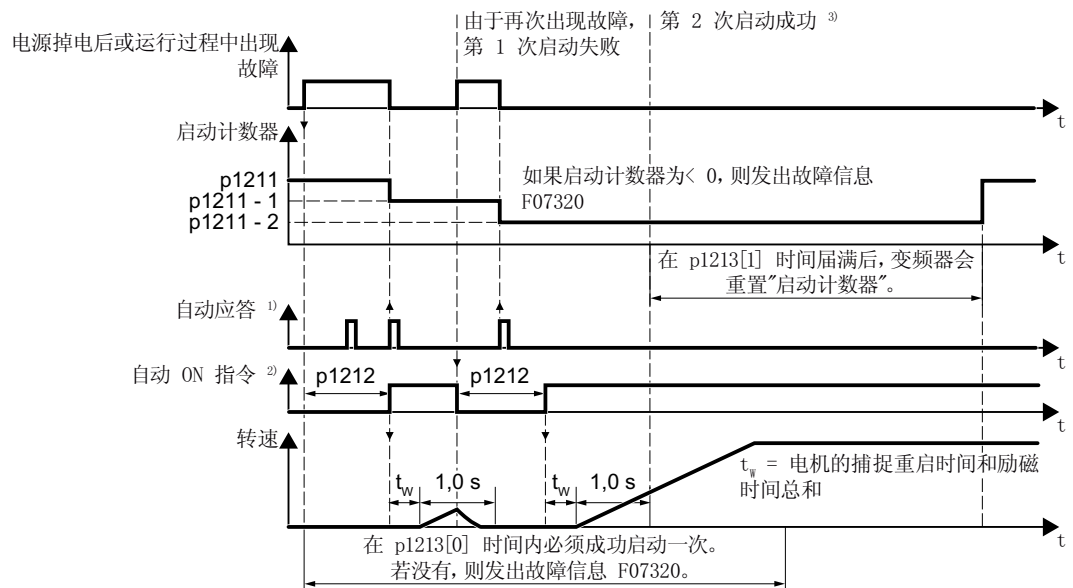 由于再次出现故障,
第 1 次启动失败
第 2 次启动成功 3)
电源掉电后或运行过程中出现
故障
t
启动计数器
p1211
p1211 - 1
p1211 - 2
如果启动计数器为< 0,则发出故障信息
F07320
t
在 p1213[1] 时间届满后,变频器会
重置"启动计数器"。
自动应答 1)
t
自动 ON 指令 2)
p1212
p1212
t
转速
tw
1,0 s
tw
1,0 s
tw = 电机的捕捉重启时间和励磁
时间总和
t
在 p1213[0] 时间内必须成功启动一次。
若没有,则发出故障信息 F07320。